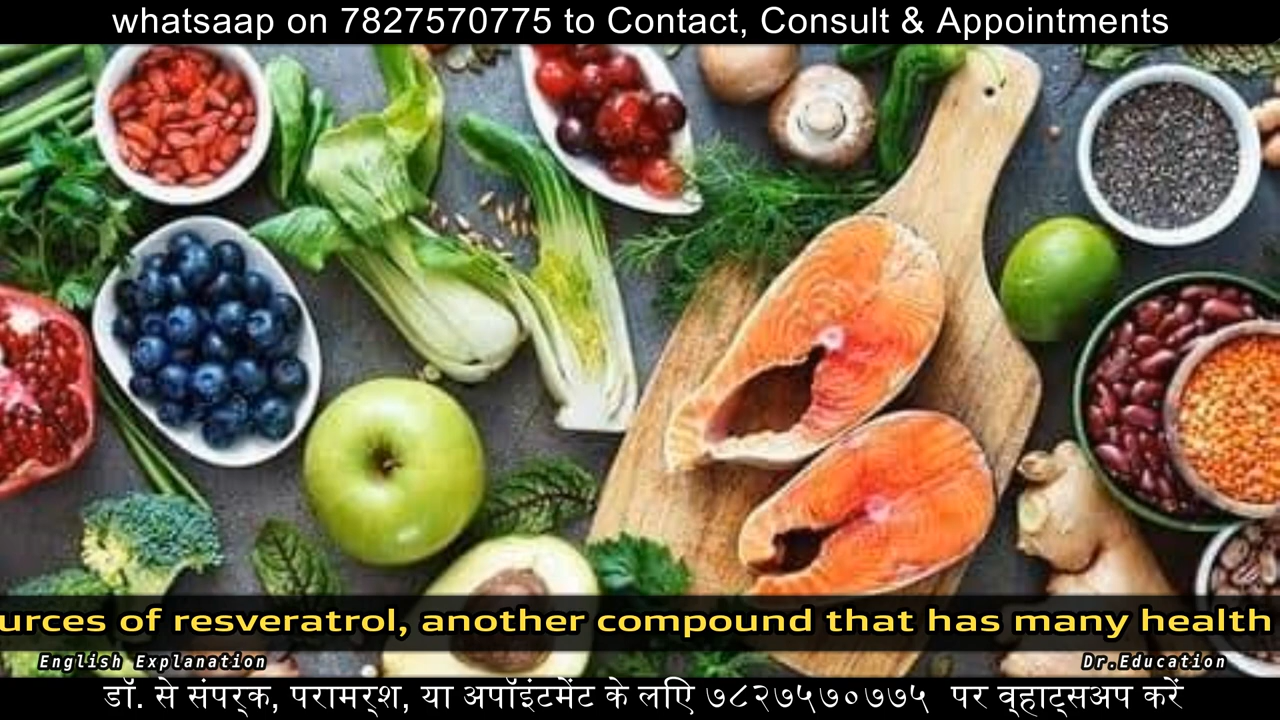 whatsaap on 7827570775 to Contact, Consult & Appointments
urces of resveratrol, another compound that has many health
English Explanation
Dr.Education
डॉ. से संपर्क, परामर्श, या अपॉइंटमेंट के लिए ७८२७५७०७७५ पर व्हाट्सअप करें